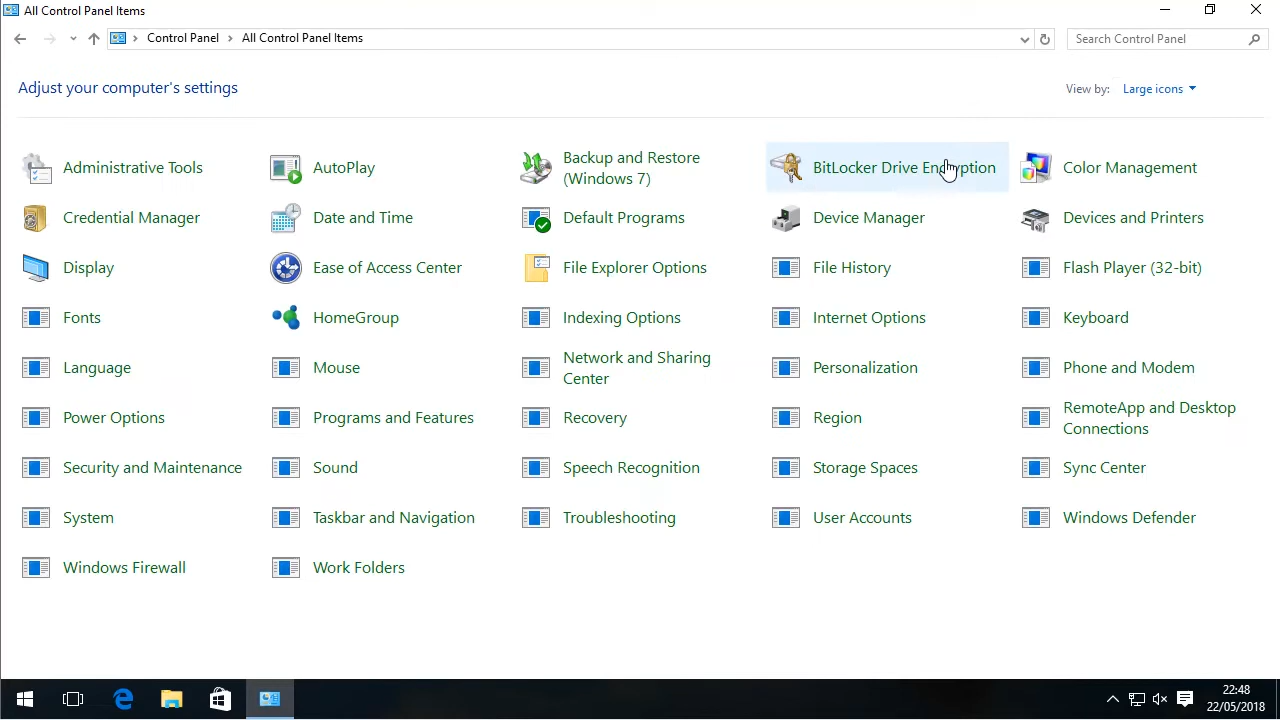 All Control Panel Items
Control Panel > All Control Panel Items
Search Control Panel
Adjust your computer's settings
View by: Large icons
Administrative Tools
AutoPlay
Backup and Restore
(Windows 7)
BitLocker Drive Encryption
Color Management
Credential Manager
Date and Time
Default Programs
Device Manager
Devices and Printers
Display
Ease of Access Center
File Explorer Options
File History
Flash Player (32-bit)
Fonts
HomeGroup
Indexing Options
Internet Options
Keyboard
Language
Mouse
Network and Sharing
Center
Personalization
Phone and Modem
Power Options
Programs and Features
Recovery
Region
RemoteApp and Desktop
Connections
Security and Maintenance
Sound
Speech Recognition
Storage Spaces
Sync Center
System
Taskbar and Navigation
Troubleshooting
User Accounts
Windows Defender
Windows Firewall
Work Folders
22:48
22/05/2018